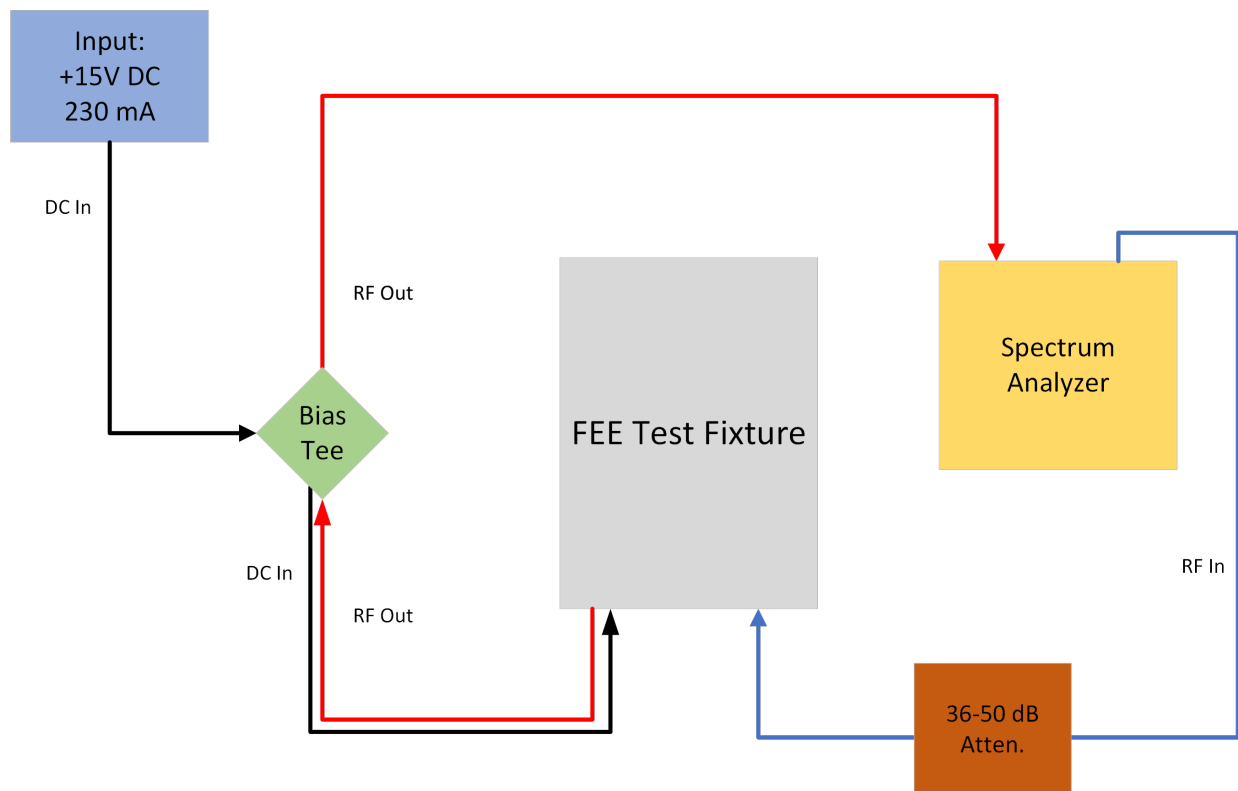 Input:
+15V DC
230 mA
DC In
RF Out
Bias
Tee
FEE Test Fixture
Spectrum
Analyzer
DC In
RF Out
RF In
36-50 dB
Atten.